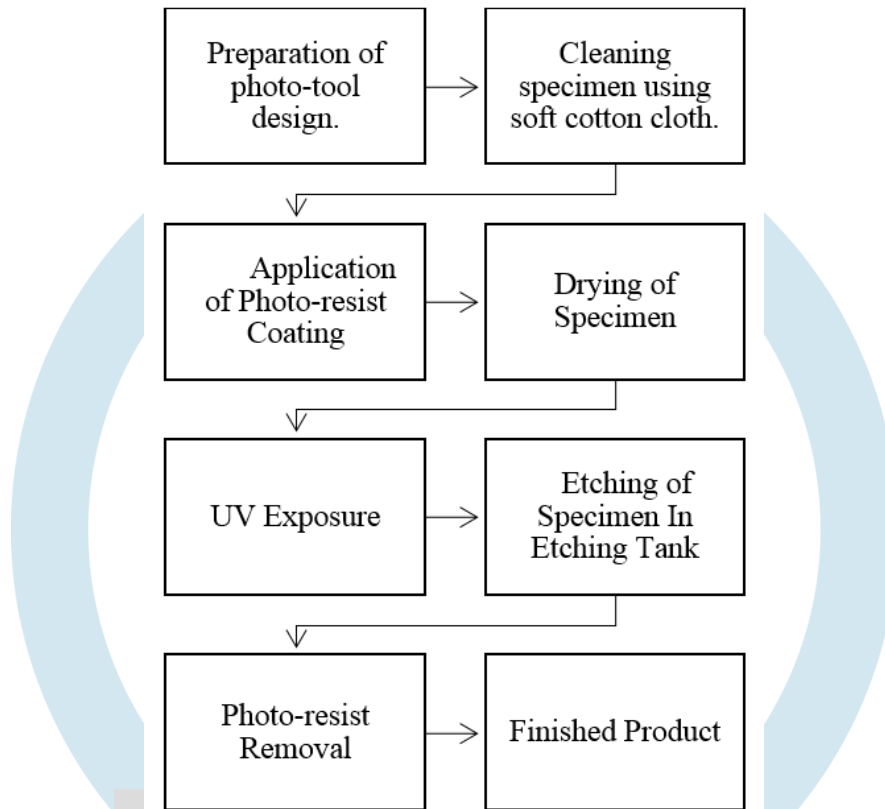 Preparation of
photo-tool
design.
Cleaning
specimen using
soft cotton cloth.
Application
of Photo-resist
Coating
Drying of
Specimen
UV Exposure
Etching of
Specimen In
Etching Tank
Photo-resist
Removal
Finished Product